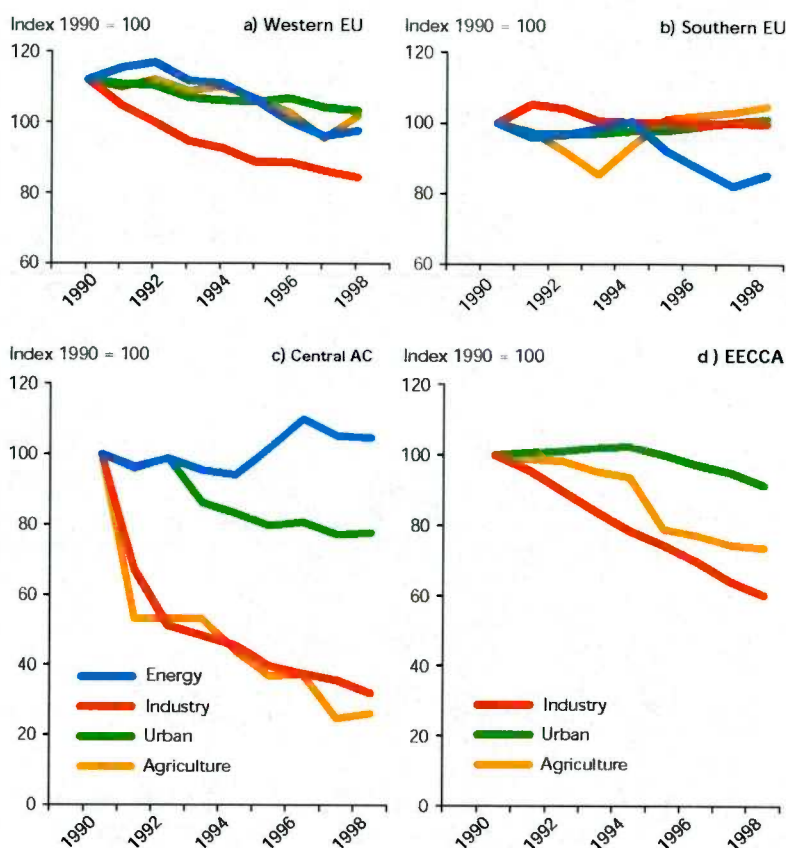 Index 1990 = 100
a) Western EU
120
100
80
60
1990
1992
1994
1996
1998
Index 1990 = 100
b) Southern EU
120
100
80
60
1990
1992
1994
1996
1998
Index 1990 = 100
c) Central AC
120
100
80
60
40
20
0
Energy
Industry
Urban
Agriculture
1990
1992
1994
1996
1998
Index 1990 = 100
d ) EECCA
120
100
80
60
40
20
0
Industry
Urban
Agriculture
1990
1992
1994
1996
1998